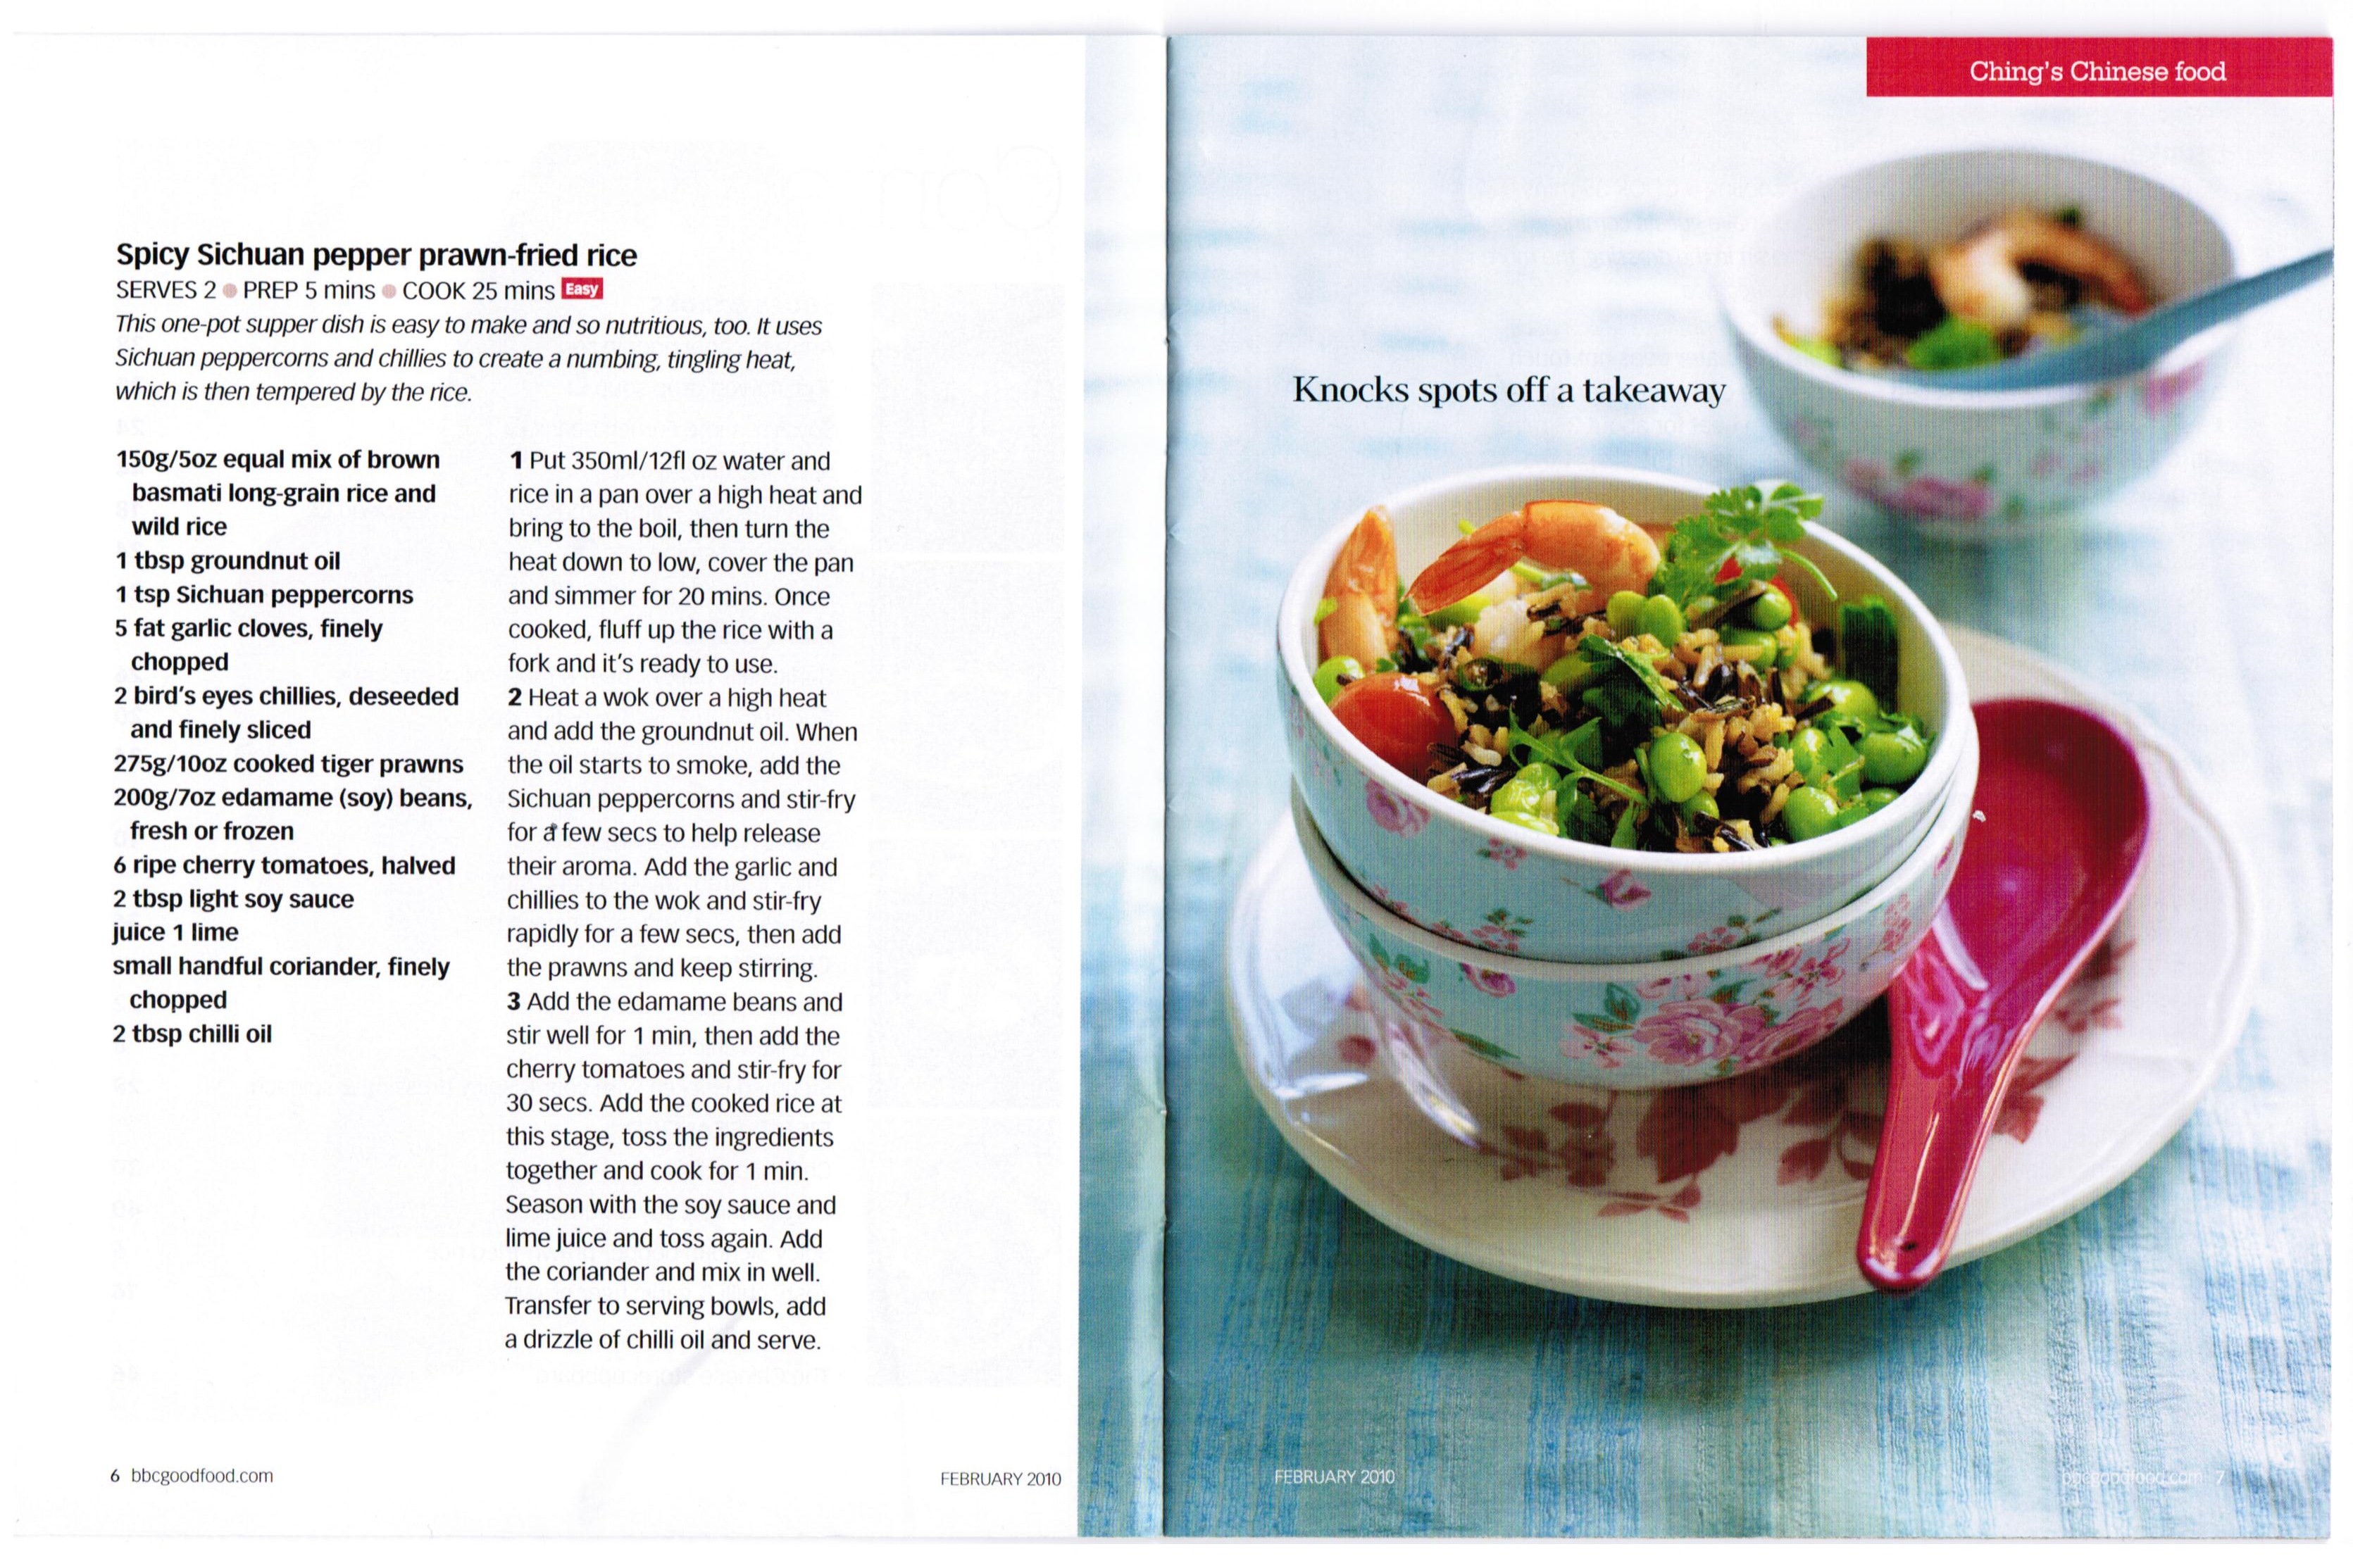 Spicy Sichuan pepper prawn-fried rice
SERVES 2 ● PREP 5 mins ● COOK 25 mins Easy
This one-pot supper dish is easy to make and so nutritious, too. It uses
Sichuan peppercorns and chillies to create a numbing, tingling heat,
which is then tempered by the rice.
150g/5oz equal mix of brown
basmati long-grain rice and
wild rice
1 tbsp groundnut oil
1 tsp Sichuan peppercorns
5 fat garlic cloves, finely
chopped
2 bird's eyes chillies, deseeded
and finely sliced
275g/10oz cooked tiger prawns
200g/7oz edamame (soy) beans,
fresh or frozen
6 ripe cherry tomatoes, halved
2 tbsp light soy sauce
juice 1 lime
small handful coriander, finely
chopped
2 tbsp chilli oil
1 Put 350ml/12fl oz water and
rice in a pan over a high heat and
bring to the boil, then turn the
heat down to low, cover the pan
and simmer for 20 mins. Once
cooked, fluff up the rice with a
fork and it's ready to use.
2 Heat a wok over a high heat
and add the groundnut oil. When
the oil starts to smoke, add the
Sichuan peppercorns and stir-fry
for a few secs to help release
their aroma. Add the garlic and
chillies to the wok and stir-fry
rapidly for a few secs, then add
the prawns and keep stirring.
3 Add the edamame beans and
stir well for 1 min, then add the
cherry tomatoes and stir-fry for
30 secs. Add the cooked rice at
this stage, toss the ingredients
together and cook for 1 min.
Season with the soy sauce and
lime juice and toss again. Add
the coriander and mix in well.
Transfer to serving bowls, add
a drizzle of chilli oil and serve.
6 bbcgoodfood.com
FEBRUARY 2010
Ching's Chinese food
Knocks spots off a takeaway
FEBRUARY 2010
bbcgoodfood.com 7